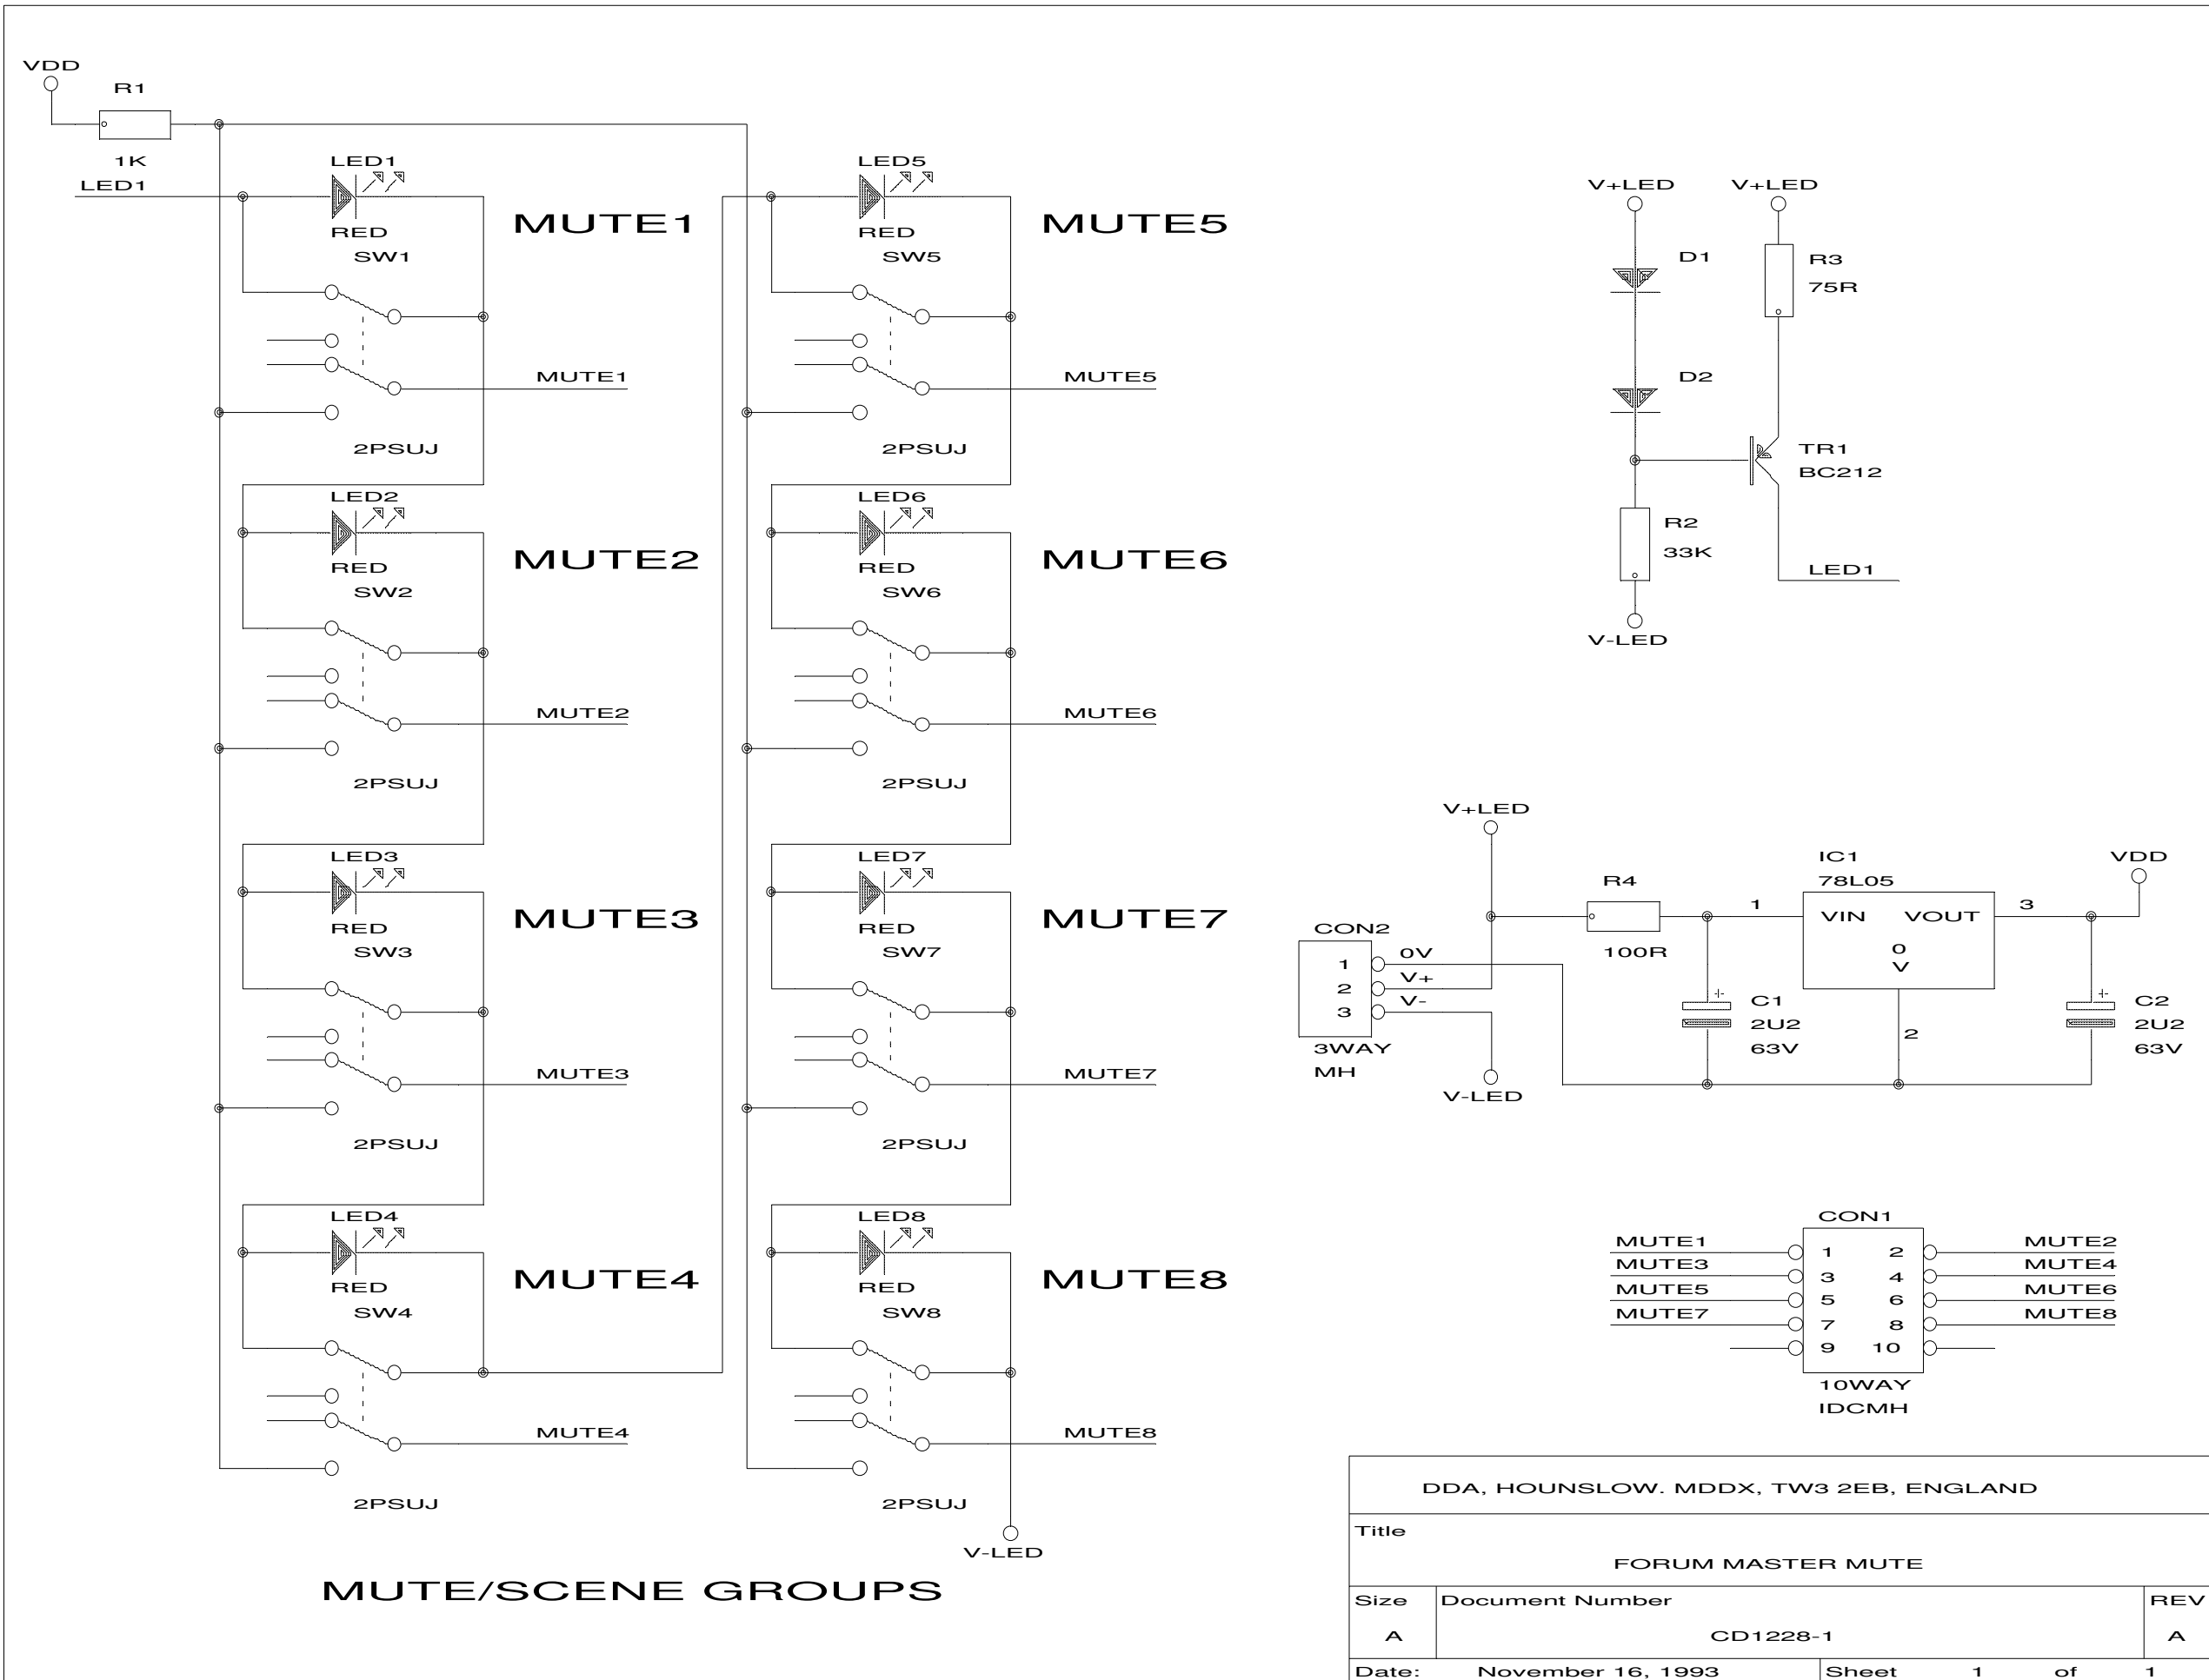 VDD
R1
1K
LED1
LED1
RED
SW1
MUTE1
MUTE1
2PSUJ
LED2
RED
SW2
MUTE2
MUTE2
2PSUJ
LED3
RED
SW3
MUTE3
MUTE3
2PSUJ
LED4
RED
SW4
MUTE4
MUTE4
2PSUJ
LED5
RED
SW5
MUTE5
MUTE5
2PSUJ
LED6
RED
SW6
MUTE6
MUTE6
2PSUJ
LED7
RED
SW7
MUTE7
MUTE7
2PSUJ
LED8
RED
SW8
MUTE8
MUTE8
2PSUJ
V-LED
MUTE/SCENE GROUPS
V+LED
V+LED
D1
R3
75R
D2
TR1
BC212
R2
33K
LED1
V-LED
V+LED
IC1
78L05
VDD
R4
100R
1
VIN
VOUT
3
0
V
2
CON2
1
0V
2
V+
3
V-
3WAY
MH
V-LED
+
C1
2U2
63V
+
C2
2U2
63V
CON1
MUTE1
1
2
MUTE2
MUTE3
3
4
MUTE4
MUTE5
5
6
MUTE6
MUTE7
7
8
MUTE8
9
10
10WAY
IDCMH
DDA, HOUNSLOW. MDDX, TW3 2EB, ENGLAND
Title
FORUM MASTER MUTE
Size
Document Number
REV
A
CD1228-1
A
Date: November 16, 1993
Sheet 1 of 1